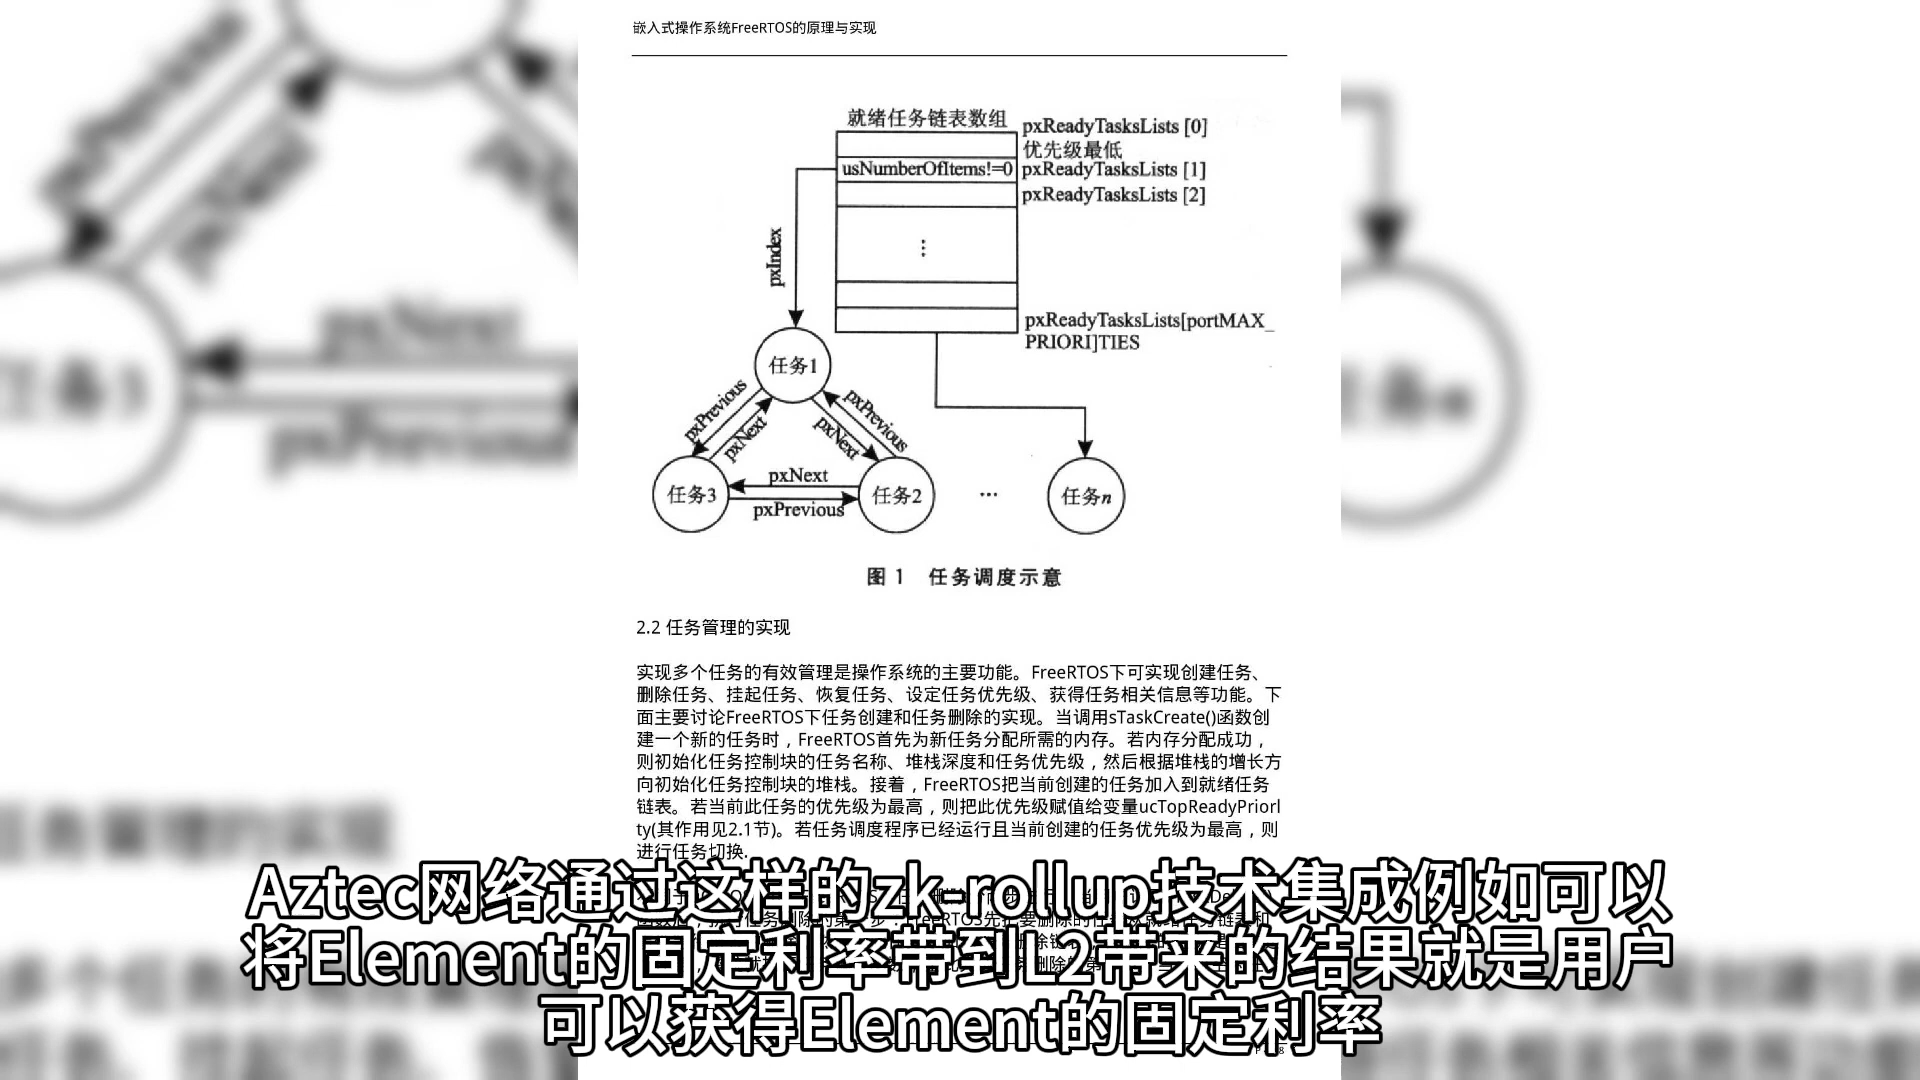 嵌入式操作系统FreeRTOS的原理与实现
就绪任务链表数组
pxReadyTasksLists [0]
优先级最低
usNumberOfItems!=0
pxReadyTasksLists [1]
pxReadyTasksLists [2]
⋮
pxIndex
pxReadyTasksLists[portMAX_
PRIORI]TIES
任务1
pxPrevious
pxNext
pxNext
pxPrevious
任务3
pxNext
pxPrevious
任务2
···
任务n
图 1 任务调度示意
2.2 任务管理的实现
实现多个任务的有效管理是操作系统的主要功能。FreeRTOS下可实现创建任务、
删除任务、挂起任务、恢复任务、设定任务优先级、获得任务相关信息等功能。下
面主要讨论FreeRTOS下任务创建和任务删除的实现。当调用sTaskCreate()函数创
建一个新的任务时，FreeRTOS首先为新任务分配所需的内存。若内存分配成功，
则初始化任务控制块的任务名称、堆栈深度和任务优先级，然后根据堆栈的增长方
向初始化任务控制块的堆栈。接着，FreeRTOS把当前创建的任务加入到就绪任务
链表。若当前此任务的优先级为最高，则把此优先级赋值给变量ucTopReadyPriorl
ty(其作用见2.1节)。若任务调度程序已经运行且当前创建的任务优先级为最高，则
进行任务切换.
Aztec网络通过这样的zk rollup技术集成例如可以
将Element的固定利率带到L2带来的结果就是用户
可以获得Element的固定利率